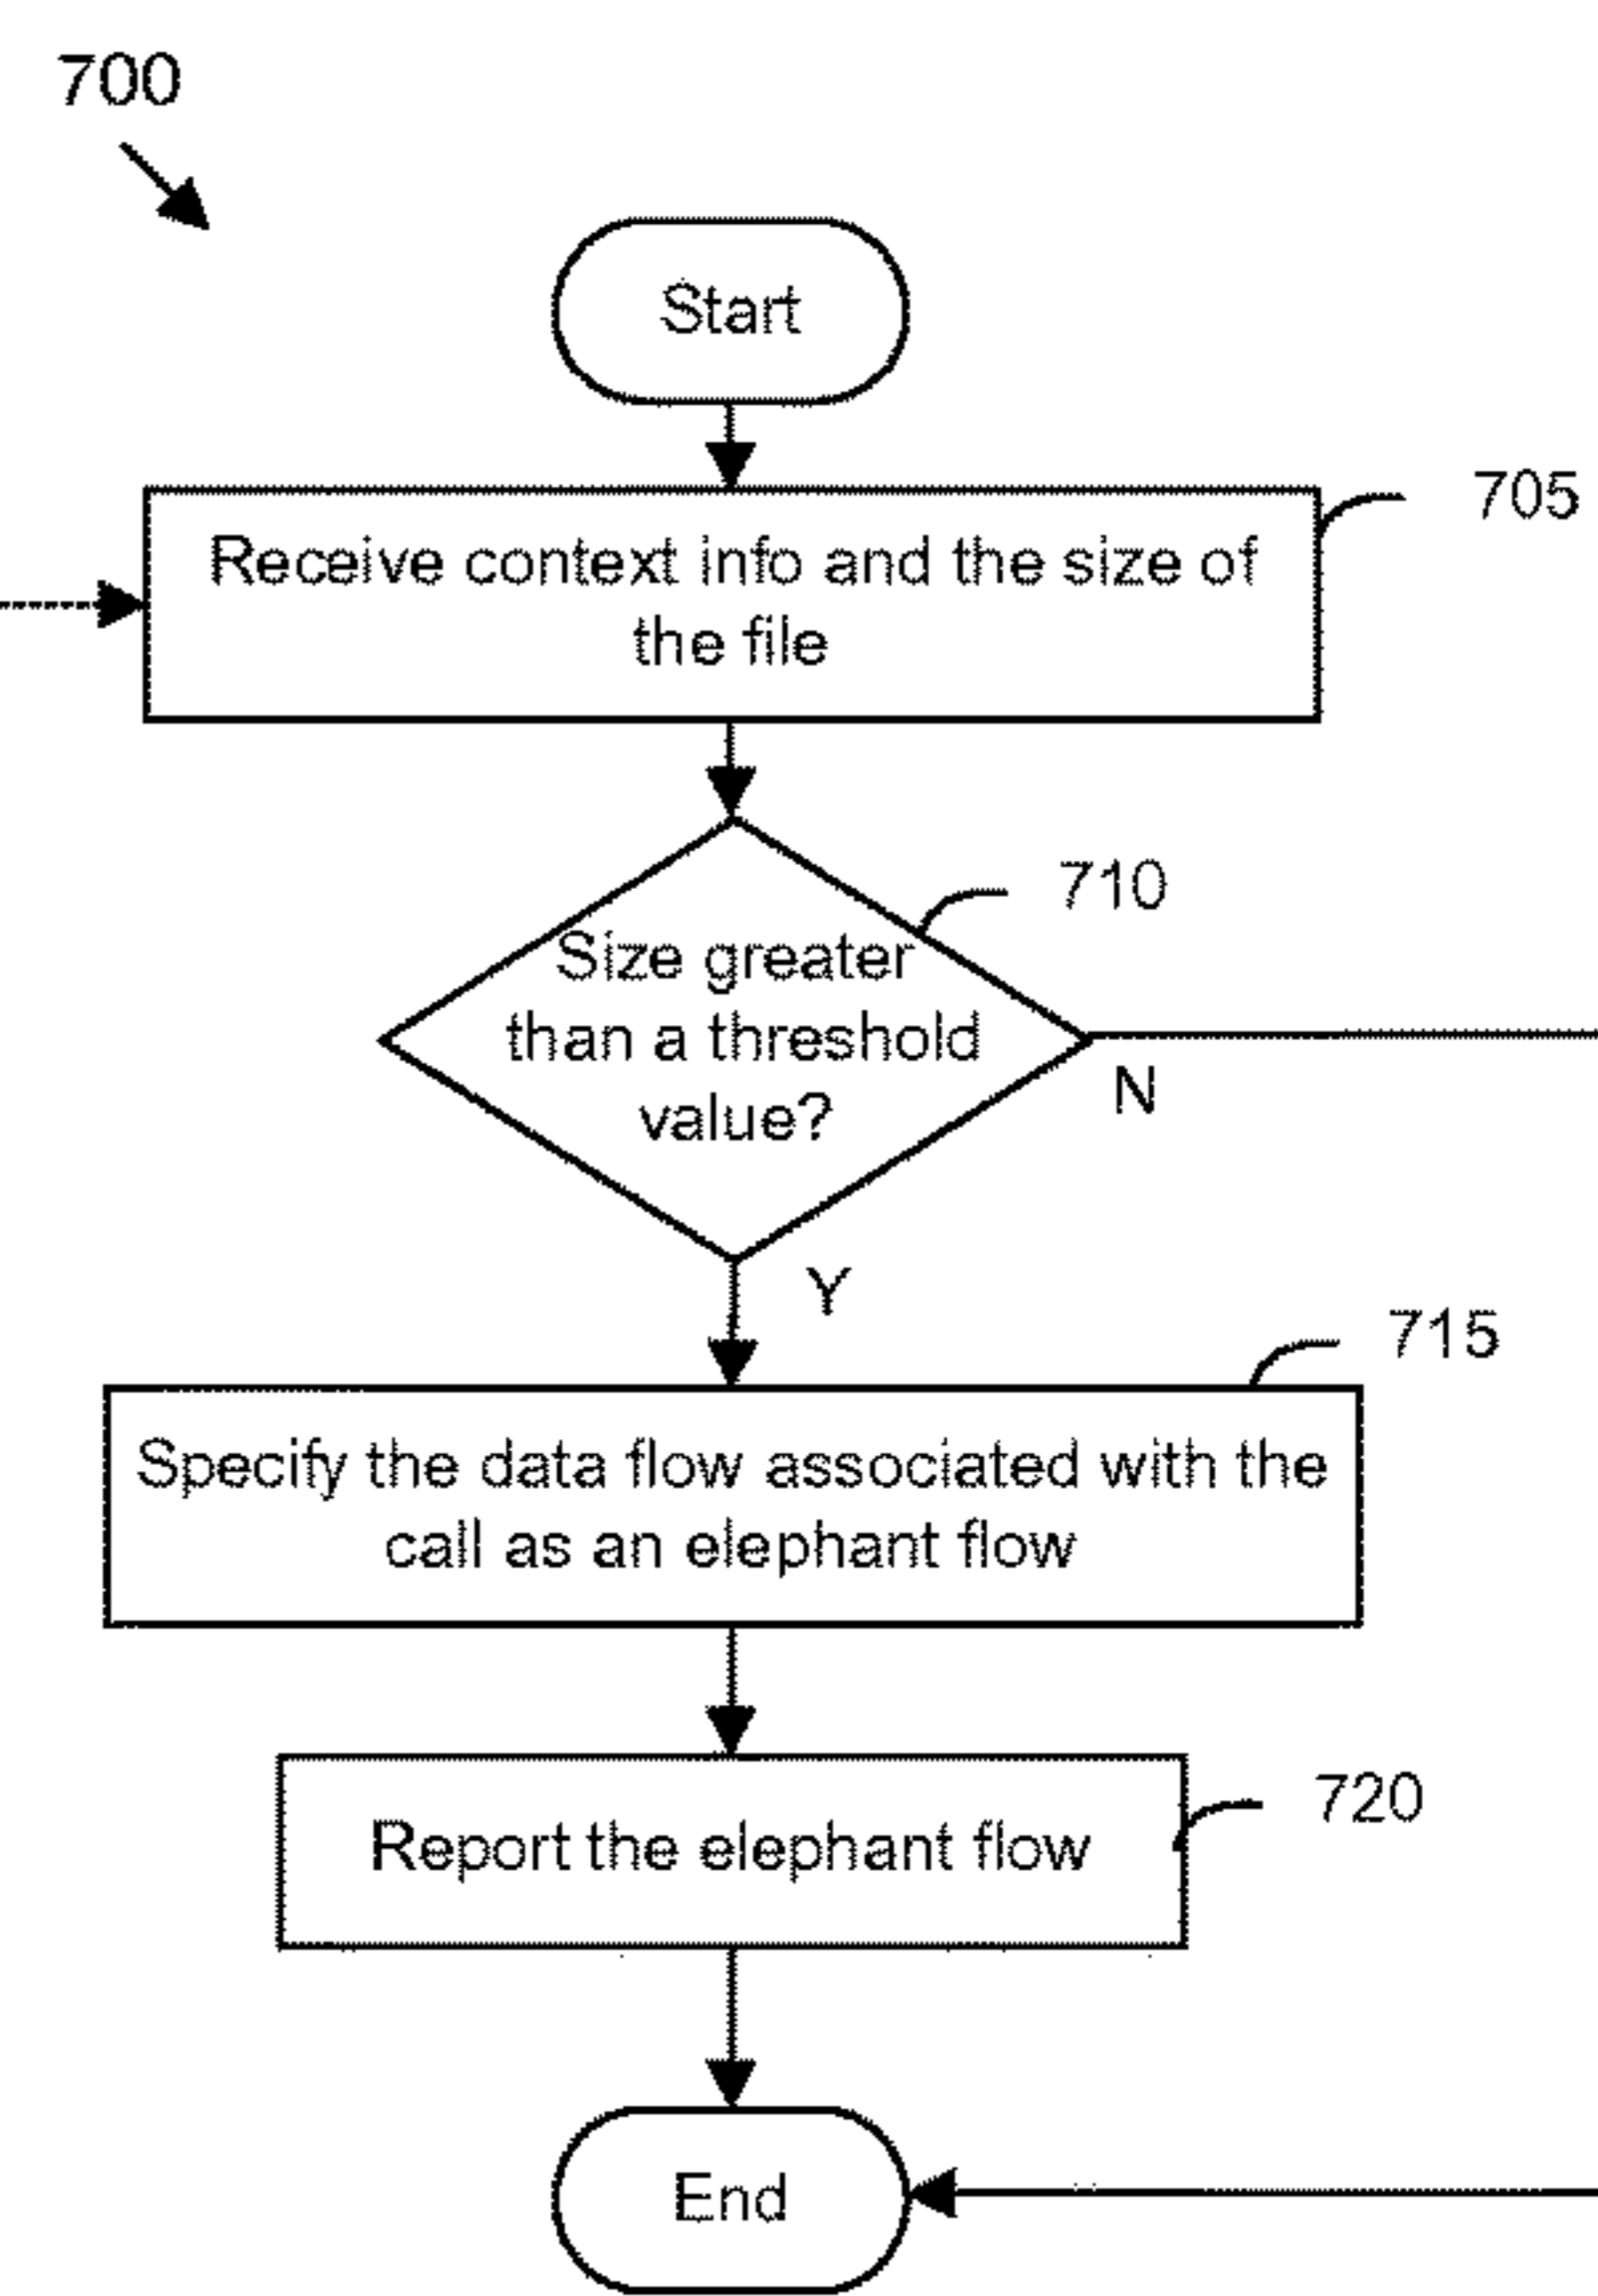 700
Start
705
Receive context info and the size of
the file
710
Size greater
than a threshold
value?
N
Y
715
Specify the data flow associated with the
call as an elephant flow
720
Report the elephant flow
End